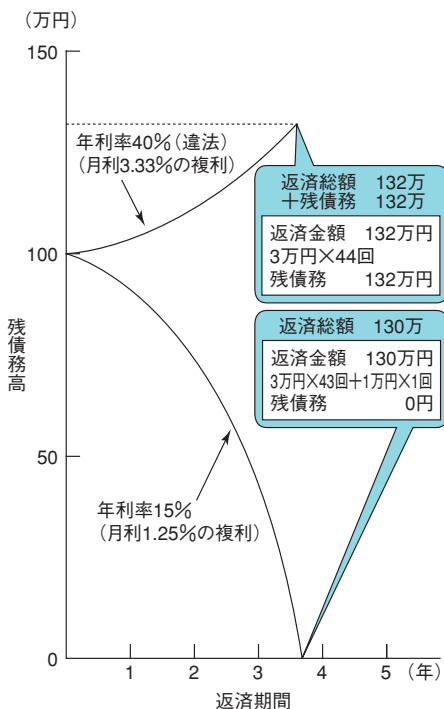 （万円）
150
年利率40％（違法）
（月利3.33％の複利）
返済総額　132万
＋残債務　132万
返済金額　132万円
3万円×44回
残債務　132万円
100
返済総額　130万
返済金額　130万円
3万円×43回＋1万円×1回
残債務　0円
残債務高
50
年利率15％
（月利1.25％の複利）
0
1　2　3　4　5　（年）
返済期間